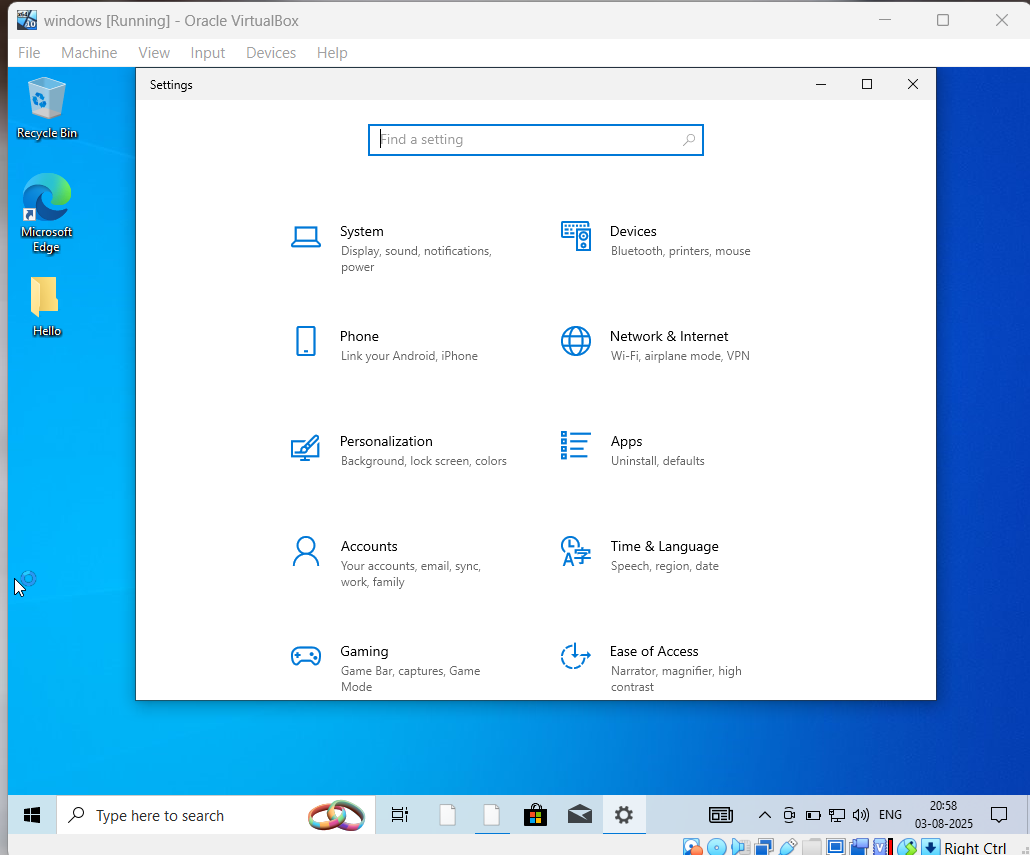 windows [Running] - Oracle VirtualBox
File Machine View Input Devices Help
Settings
Recycle Bin
Microsoft
Edge
Hello
Find a setting
System
Display, sound, notifications,
power
Devices
Bluetooth, printers, mouse
Phone
Link your Android, iPhone
Network & Internet
Wi-Fi, airplane mode, VPN
Personalization
Background, lock screen, colors
Apps
Uninstall, defaults
Accounts
Your accounts, email, sync,
work, family
Time & Language
Speech, region, date
Gaming
Game Bar, captures, Game
Mode
Ease of Access
Narrator, magnifier, high
contrast
Type here to search
ENG
20:58
03-08-2025
Right Ctrl